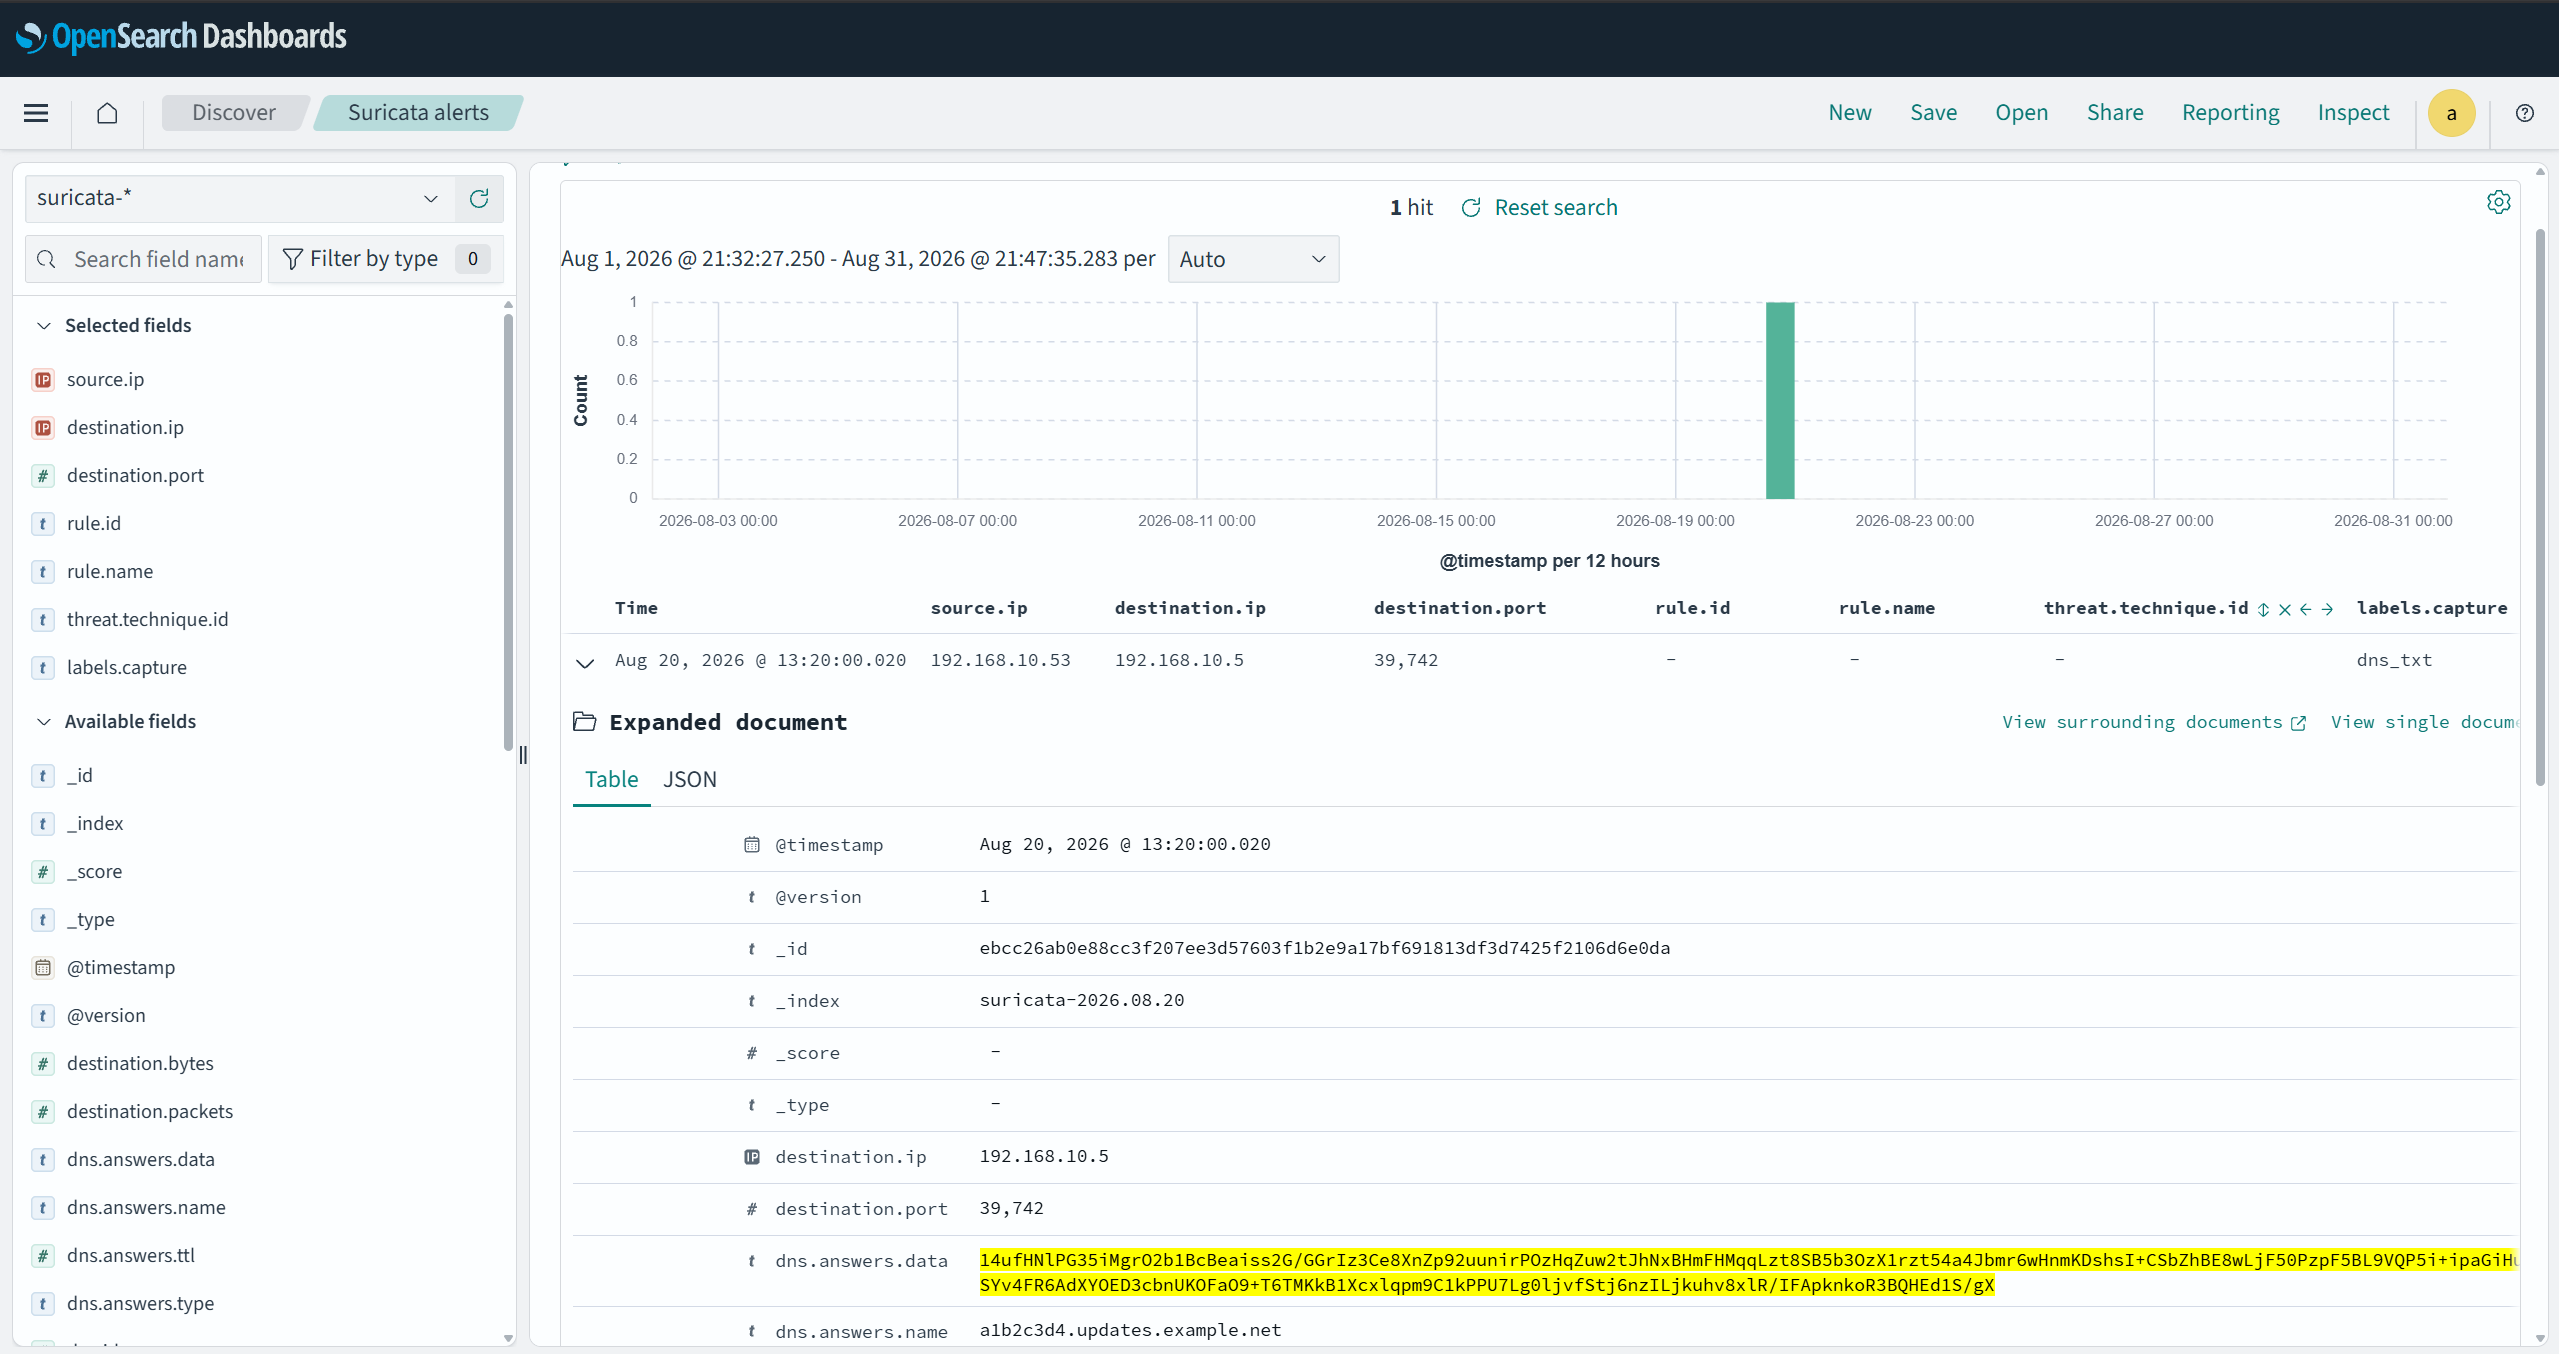 OpenSearch Dashboards
Discover
Suricata alerts
New Save Open Share Reporting Inspect a
suricata-*
Search field name
Filter by type 0
Selected fields
source.ip
destination.ip
destination.port
rule.id
rule.name
threat.technique.id
labels.capture
Available fields
_id
_index
_score
_type
@timestamp
@version
destination.bytes
destination.packets
dns.answers.data
dns.answers.name
dns.answers.ttl
dns.answers.type
1 hit Reset search
Aug 1, 2026 @ 21:32:27.250 - Aug 31, 2026 @ 21:47:35.283 per Auto
1
0.8
0.6
0.4
0.2
0
Count
2026-08-03 00:00 2026-08-07 00:00 2026-08-11 00:00 2026-08-15 00:00 2026-08-19 00:00 2026-08-23 00:00 2026-08-27 00:00 2026-08-31 00:00
@timestamp per 12 hours
Time source.ip destination.ip destination.port rule.id rule.name threat.technique.id labels.capture
Aug 20, 2026 @ 13:20:00.020 192.168.10.53 192.168.10.5 39,742 - - - dns_txt
Expanded document
View surrounding documents View single docum
Table JSON
@timestamp Aug 20, 2026 @ 13:20:00.020
t @version 1
t _id ebcc26ab0e88cc3f207ee3d57603f1b2e9a17bf691813df3d7425f2106d6e0da
t _index suricata-2026.08.20
# _score -
t _type -
IP destination.ip 192.168.10.5
# destination.port 39,742
t dns.answers.data 14ufHNlPG35iMgrO2b1BcBeaiss2G/GGrIz3Ce8XnZp92uunirPOzHqZuw2tJhNxBHmFHMqqLzt8SB5b3OzX1rzt54a4Jbmr6wHnmKDshsI+CSbZhBE8wLjF50PzpF5BL9VQP5i+ipaGiH
SYv4FR6AdXYOED3cbnUKOFaO9+T6TMKkB1Xcxlqpm9C1kPPU7Lg0ljvfStj6nzILjkuhv8xlR/IFApknkoR3BQHEd1S/gX
t dns.answers.name a1b2c3d4.updates.example.net